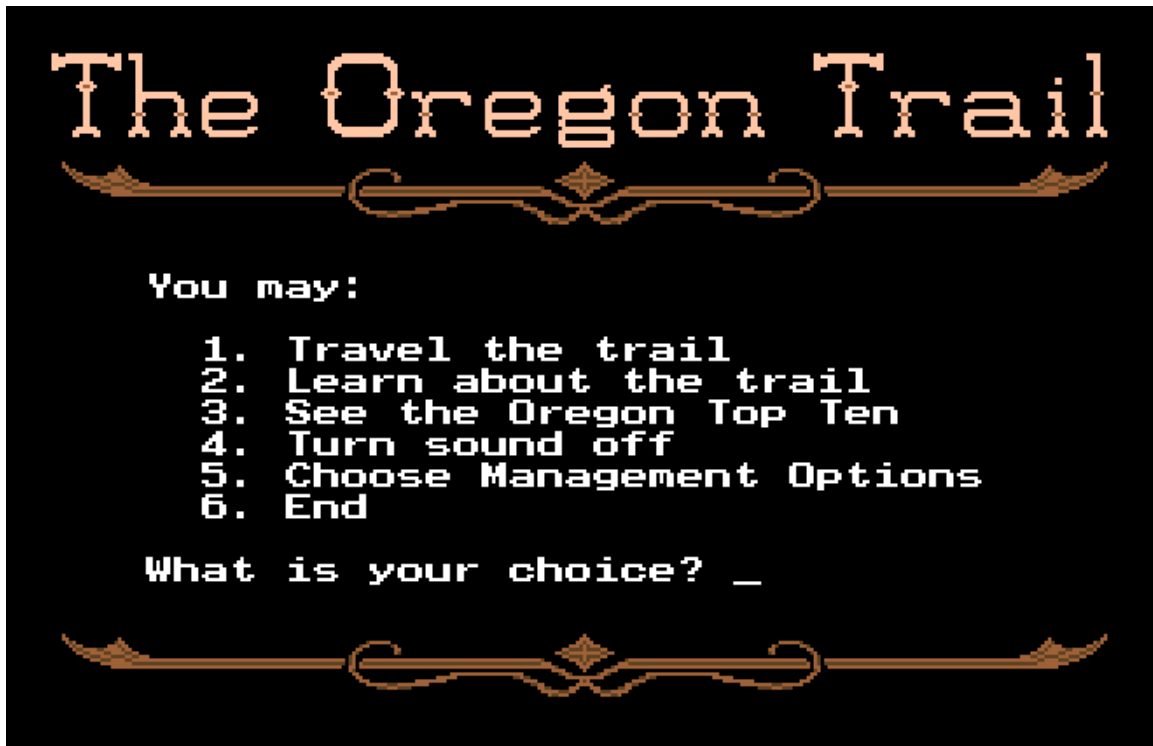 The Oregon Trail
You may:
1. Travel the trail
2. Learn about the trail
3. See the Oregon Top Ten
4. Turn sound off
5. Choose Management Options
6. End
What is your choice? _